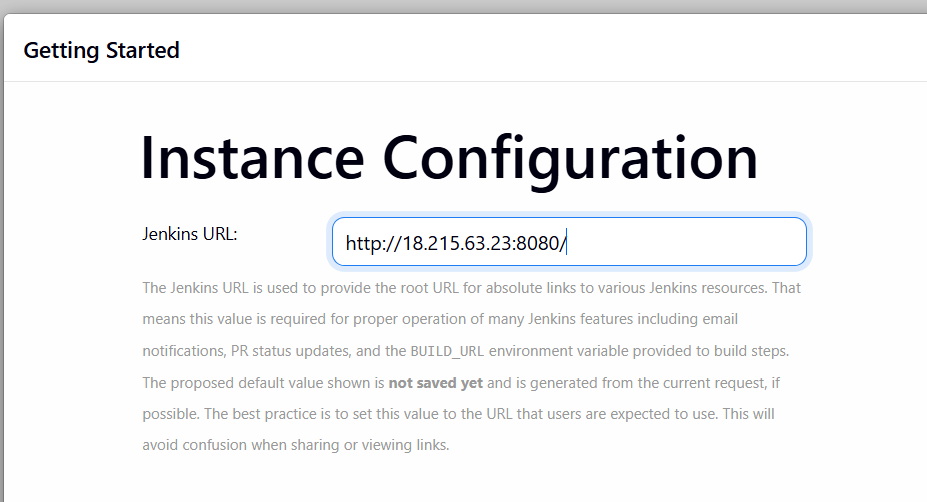 Getting Started
Instance Configuration
Jenkins URL:
http://18.215.63.23:8080/
The Jenkins URL is used to provide the root URL for absolute links to various Jenkins resources. That
means this value is required for proper operation of many Jenkins features including email
notifications, PR status updates, and the BUILD_URL environment variable provided to build steps.
The proposed default value shown is not saved yet and is generated from the current request, if
possible. The best practice is to set this value to the URL that users are expected to use. This will
avoid confusion when sharing or viewing links.